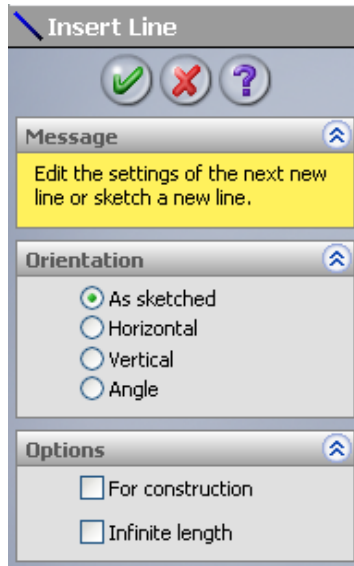 Insert Line
?
Message
Edit the settings of the next new
line or sketch a new line.
Orientation
As sketched
Horizontal
Vertical
Angle
Options
For construction
Infinite length